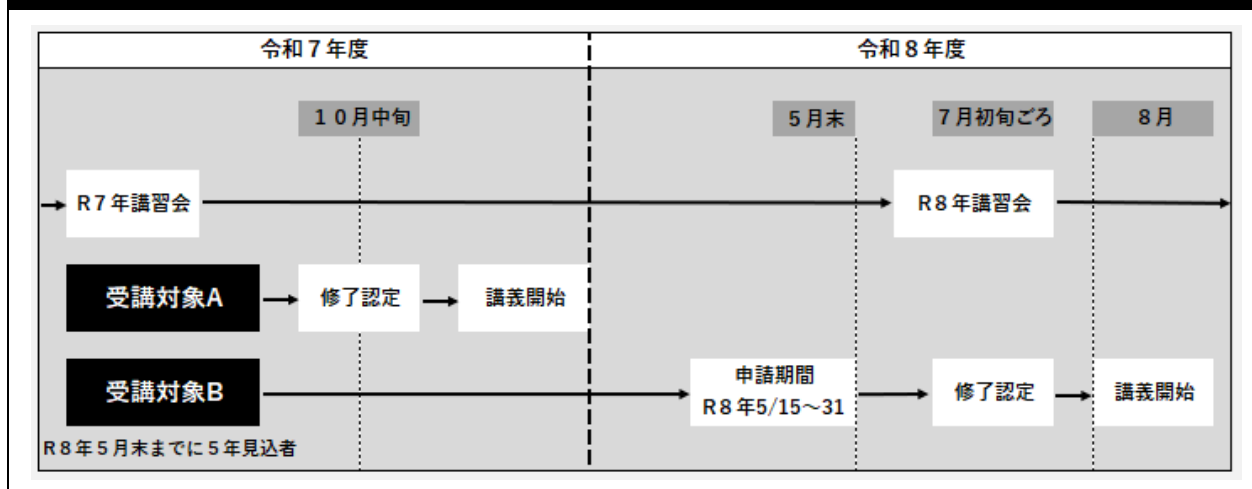 令和７年度
令和８年度
１０月中旬
５月末
７月初旬ごろ
８月
R７年講習会
R８年講習会
受講対象A
修了認定
講義開始
受講対象B
申請期間
R８年5/15～31
修了認定
講義開始
R８年５月末までに５年見込者